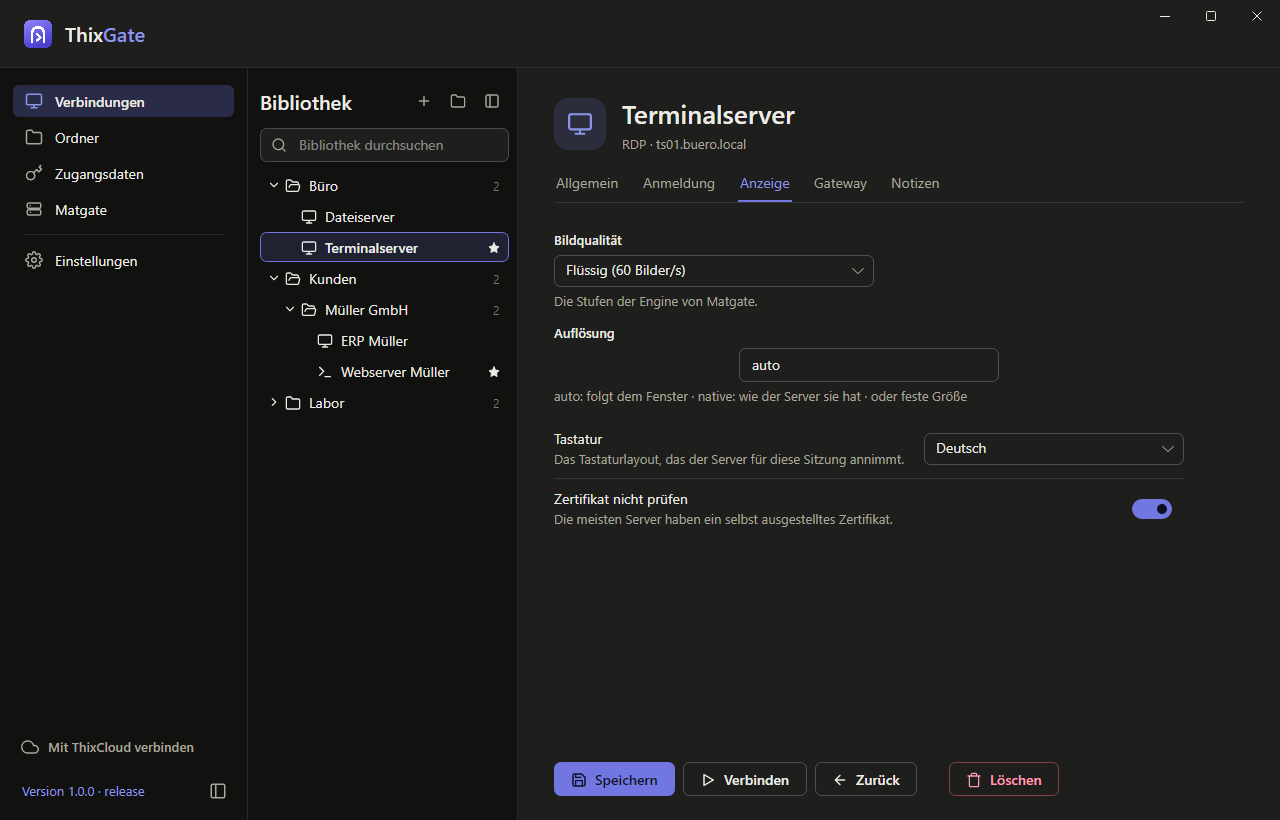 ThixGate
Verbindungen
Ordner
Zugangsdaten
Matgate
Einstellungen
Mit ThixCloud verbinden
Version 1.0.0 · release
Bibliothek
Bibliothek durchsuchen
Büro 2
Dateiserver
Terminalserver
Kunden 2
Müller GmbH 2
ERP Müller
Webserver Müller
Labor 2
Terminalserver
RDP · ts01.buero.local
Allgemein Anmeldung Anzeige Gateway Notizen
Bildqualität
Flüssig (60 Bilder/s)
Die Stufen der Engine von Matgate.
Auflösung
auto
auto: folgt dem Fenster · native: wie der Server sie hat · oder feste Größe
Tastatur
Das Tastaturlayout, das der Server für diese Sitzung annimmt.
Deutsch
Zertifikat nicht prüfen
Die meisten Server haben ein selbst ausgestelltes Zertifikat.
Speichern Verbinden Zurück Löschen